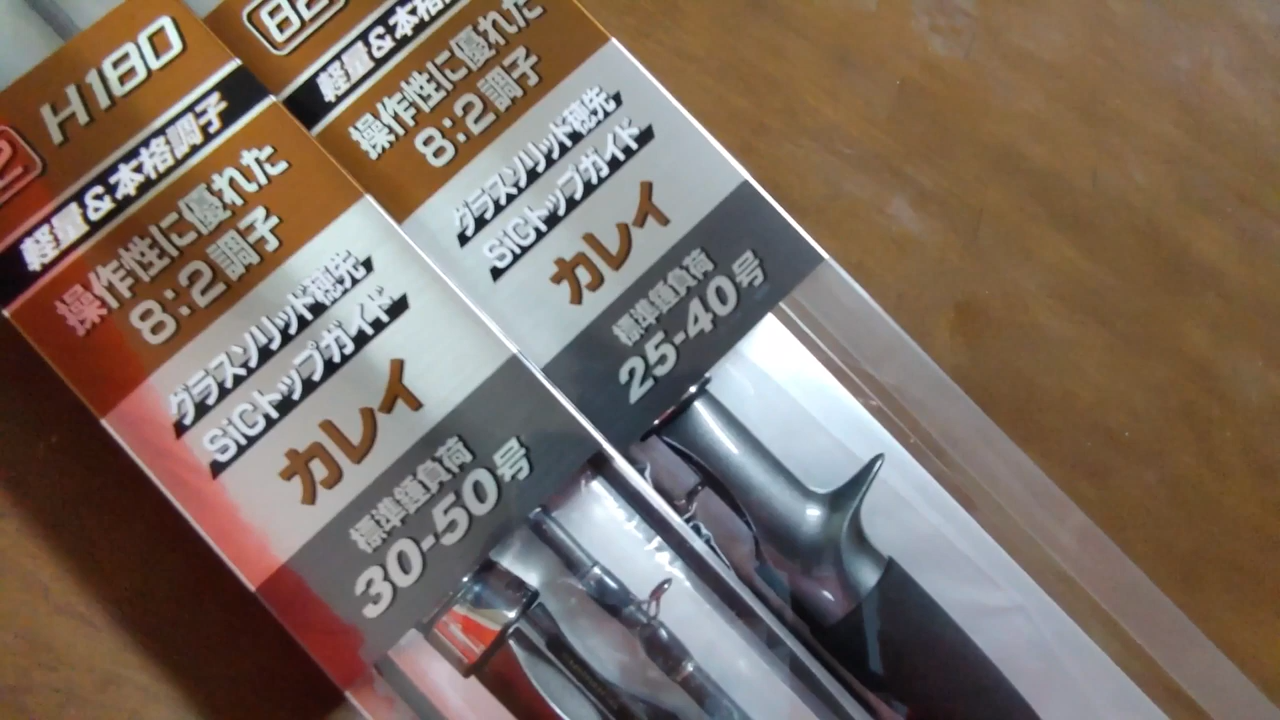 H180
軽量&本格調子
操作性に優れた
8:2調子
グラスソリッド穂先
SiCトップガイド
カレイ
標準錘負荷
30-50号
82
軽量&本格
操作性に優れた
8:2調子
グラスソリッド穂先
SiCトップガイド
カレイ
標準錘負荷
25-40号